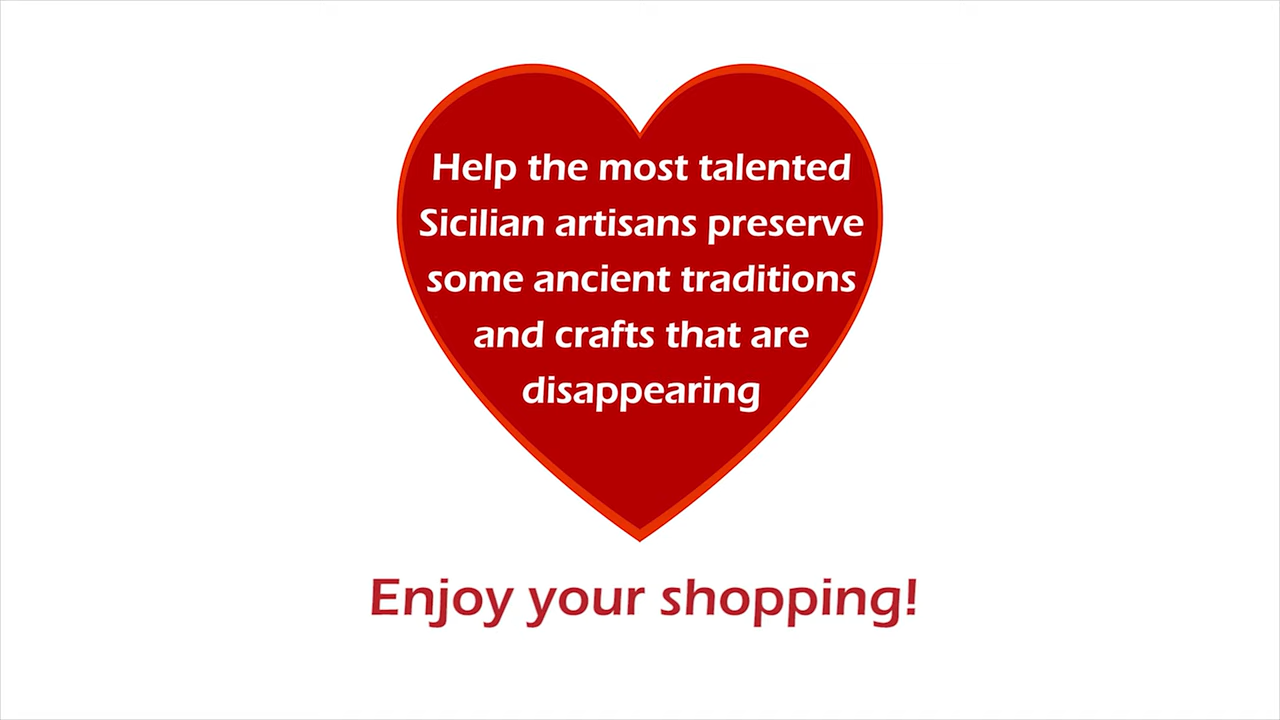 Help the most talented
Sicilian artisans preserve
some ancient traditions
and crafts that are
disappearing
Enjoy your shopping!